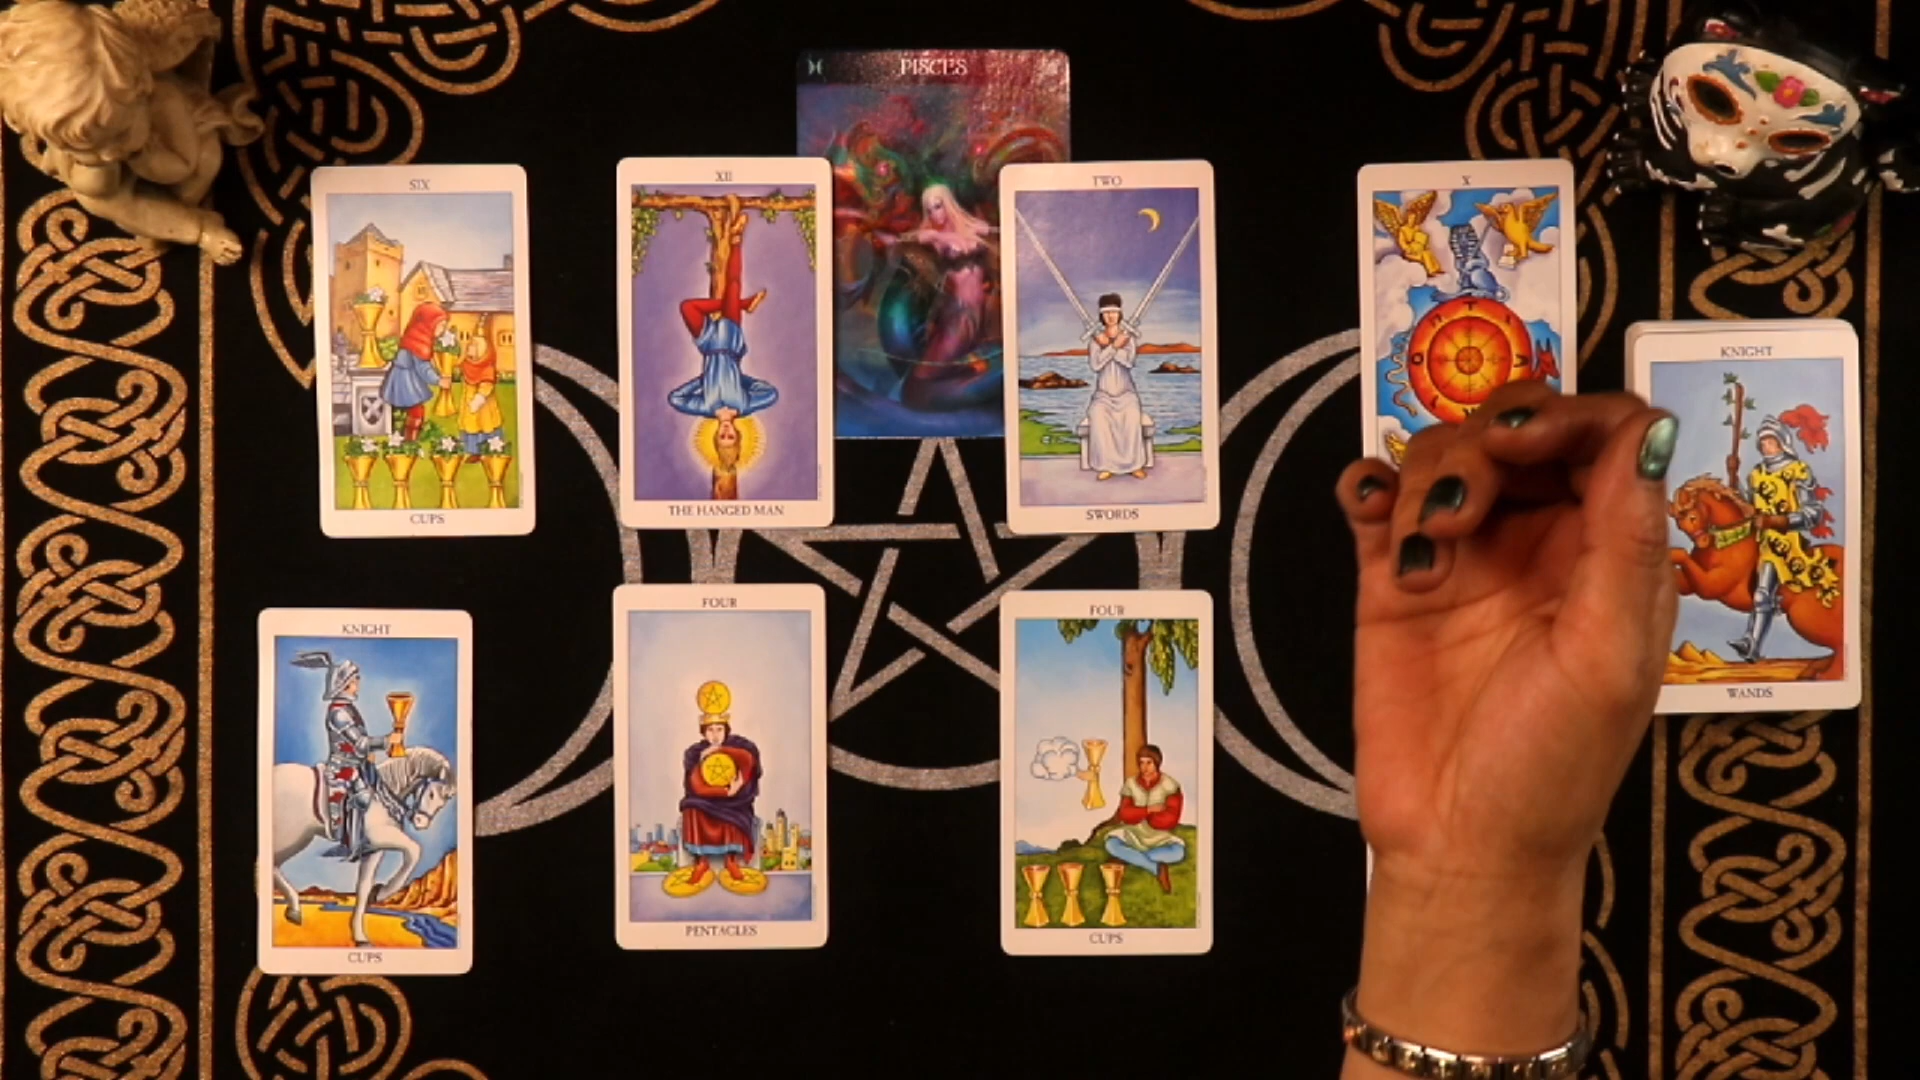 PISCES
SIX
XII
TWO
X
CUPS
THE HANGED MAN
SWORDS
KNIGHT
WANDS
KNIGHT
FOUR
FOUR
CUPS
PENTACLES
CUPS